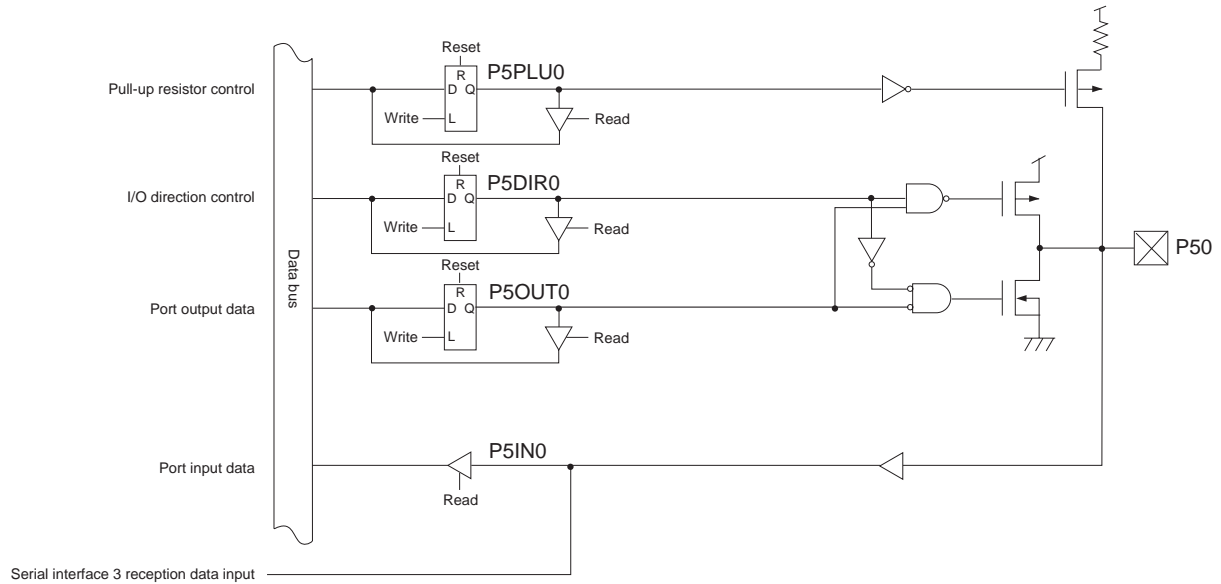 Reset
Pull-up resistor control
R
D Q
P5PLU0
Write
L
Read
Reset
I/O direction control
R
D Q
P5DIR0
Write
L
Read
Data bus
P50
Reset
Port output data
R
D Q
P5OUT0
Write
L
Read
Port input data
P5IN0
Read
Serial interface 3 reception data input